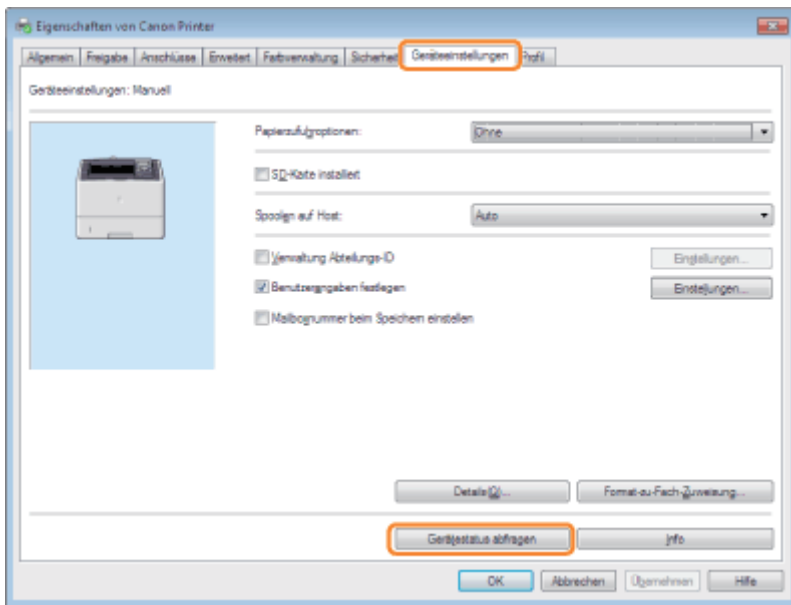 Eigenschaften von Canon Printer
Allgemein Freigabe Anschlüsse Erweitert Farbverwaltung Sicherheit Geräteeinstellungen Profil
Geräteeinstellungen: Manuell
Papierzufuhroptionen: Ohne
SD-Karte installiert
Spoolen auf Host: Auto
Verwaltung Abteilungs-ID Einstellungen...
Benutzerangaben festlegen Einstellungen...
Mailboxnummer beim Speichern einstellen
Details(Q)... Format-zu-Fach-Zuweisung...
Gerätestatus abfragen Info
OK Abbrechen Übernehmen Hilfe